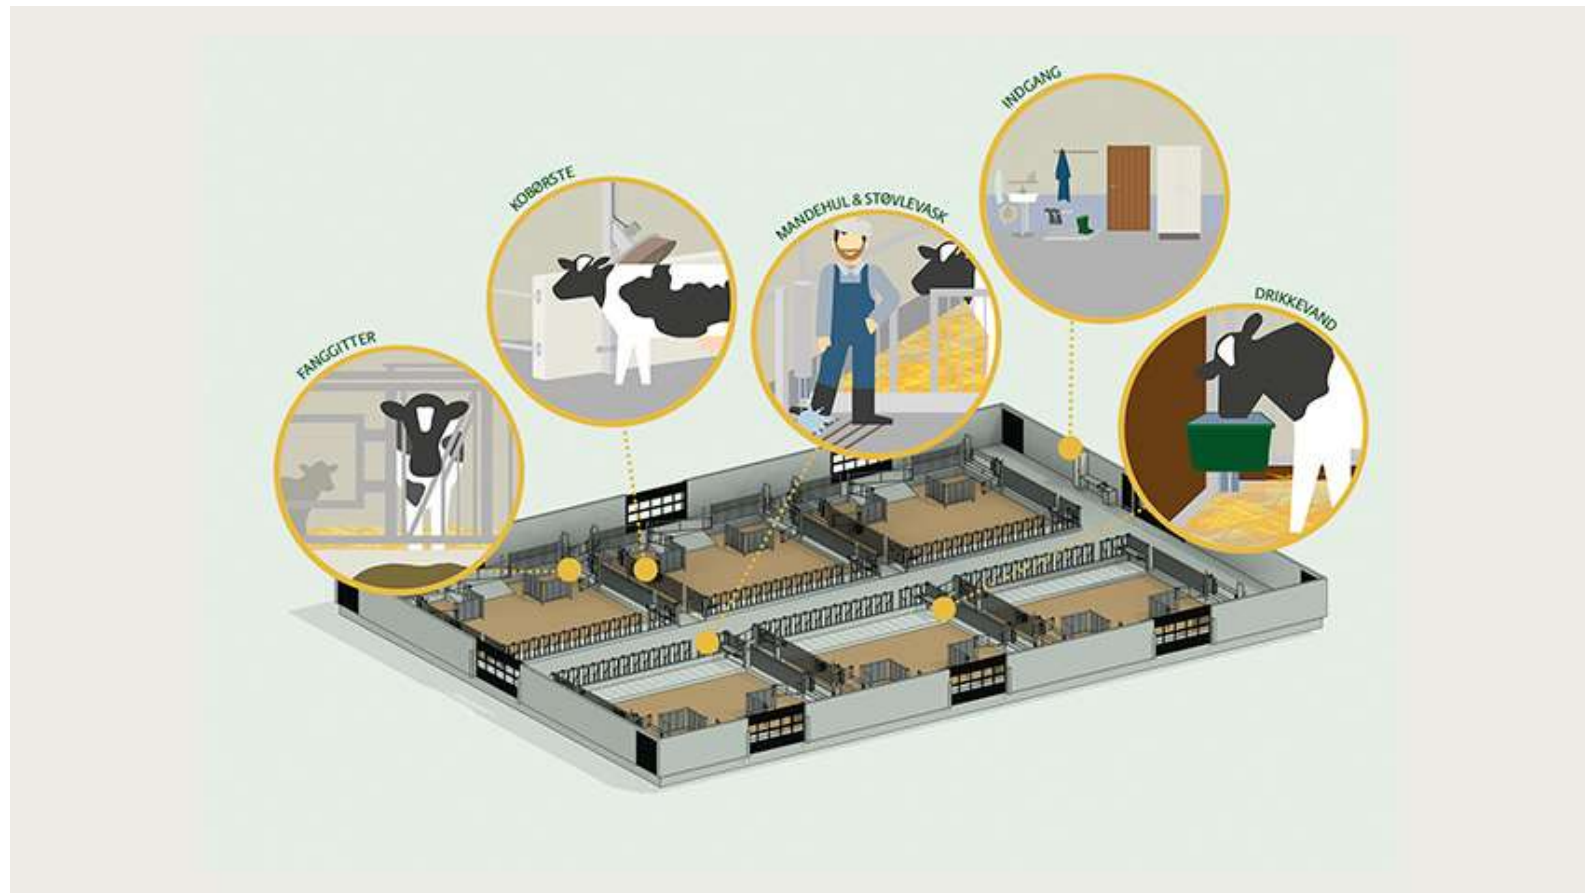 FANGGITTER
KOBØRSTE
MANDEHUL & STØVLEVASK
INDGANG
DRIKKEVAND